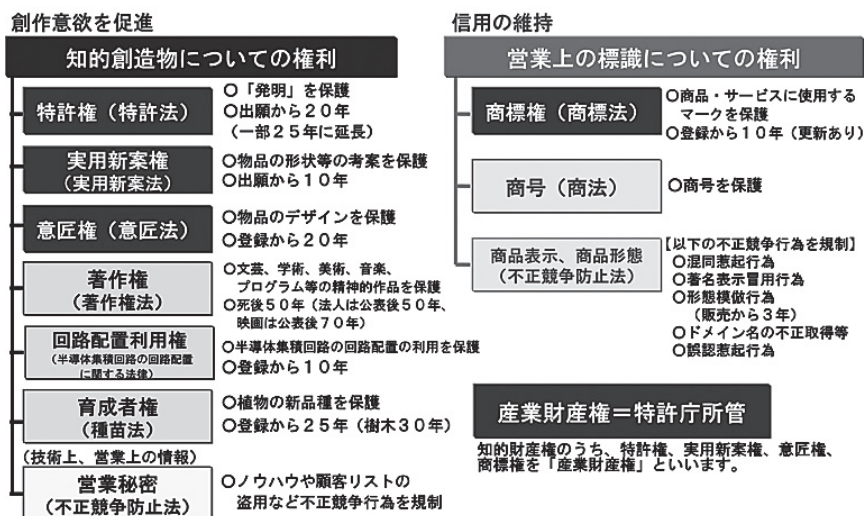 創作意欲を促進
知的創造物についての権利
特許権（特許法）
○「発明」を保護
○出願から２０年
（一部２５年に延長）
実用新案権
（実用新案法）
○物品の形状等の考案を保護
○出願から１０年
意匠権（意匠法）
○物品のデザインを保護
○登録から２０年
著作権
（著作権法）
○文芸、学術、美術、音楽、
プログラム等の精神的作品を保護
○死後５０年（法人は公表後５０年、
映画は公表後７０年）
回路配置利用権
（半導体集積回路の回路配置
に関する法律）
○半導体集積回路の回路配置の利用を保護
○登録から１０年
育成者権
（種苗法）
○植物の新品種を保護
○登録から２５年（樹木３０年）
（技術上、営業上の情報）
営業秘密
（不正競争防止法）
○ノウハウや顧客リストの
盗用など不正競争行為を規制
信用の維持
営業上の標識についての権利
商標権（商標法）
○商品・サービスに使用する
マークを保護
○登録から１０年（更新あり）
商号（商法）
○商号を保護
商品表示、商品形態
（不正競争防止法）
【以下の不正競争行為を規制】
○混同惹起行為
○著名表示冒用行為
○形態模倣行為
（販売から３年）
○ドメイン名の不正取得等
○誤認惹起行為
産業財産権＝特許庁所管
知的財産権のうち、特許権、実用新案権、意匠権、
商標権を「産業財産権」といいます。